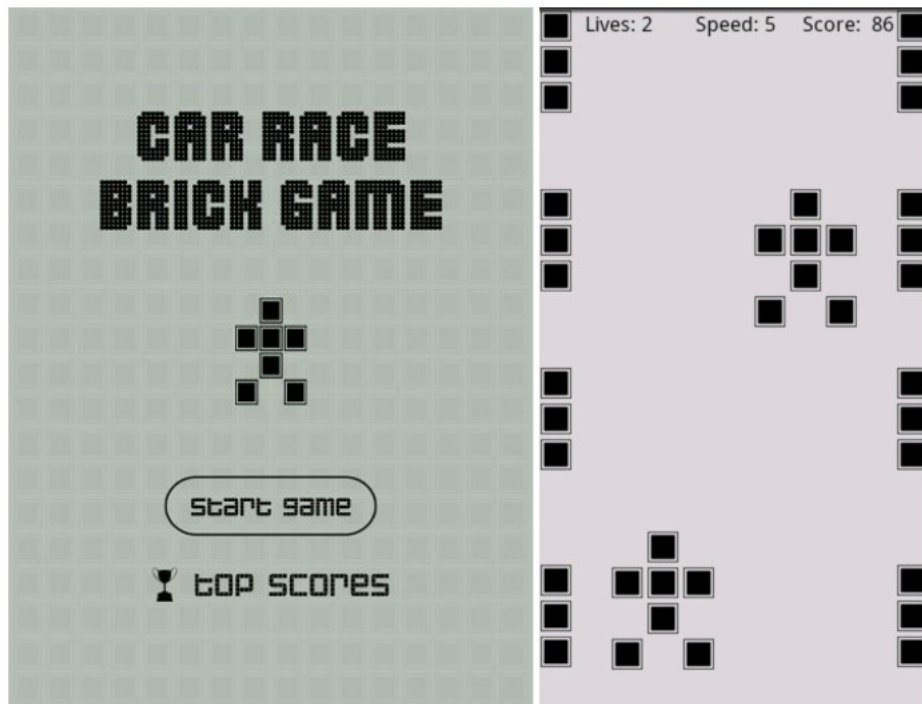 CAR RACE
BRICK GAME
start game
top scores
Lives: 2 Speed: 5 Score: 86